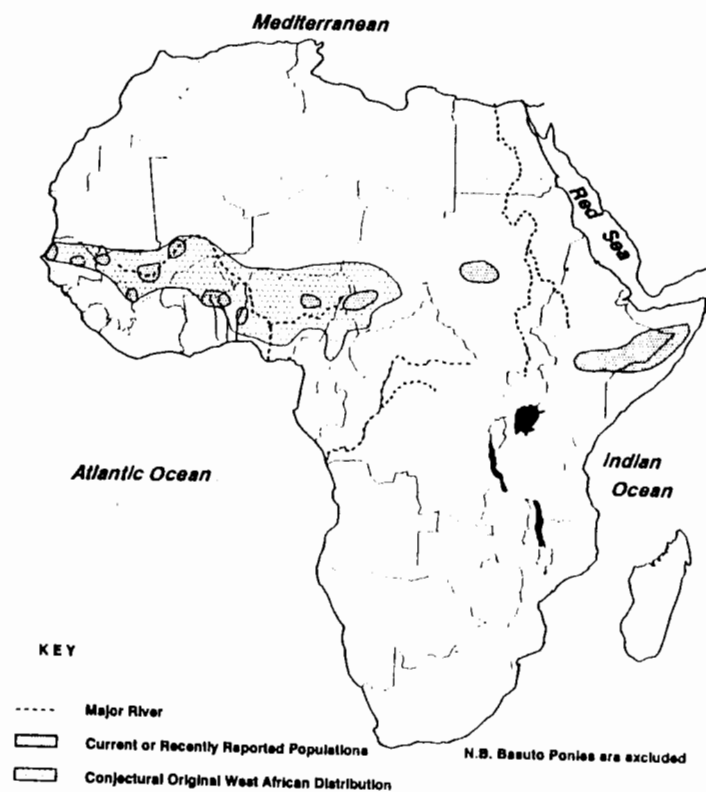 Mediterranean
Red Sea
Atlantic Ocean
Indian
Ocean
KEY
Major River
Current or Recently Reported Populations
Conjectural Original West African Distribution
N.B. Basuto Ponies are excluded